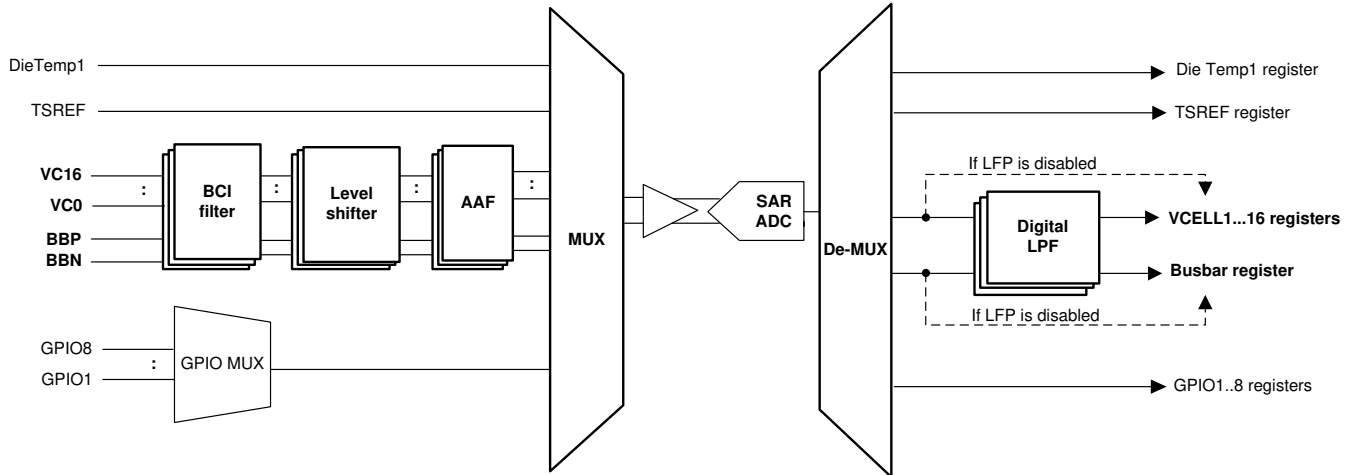 DieTemp1
TSREF
VC16
:
VC0
BBP
BBN
BCI
filter
:
Level
shifter
:
AAF
:
GPIO8
:
GPIO1
GPIO MUX
MUX
SAR
ADC
De-MUX
Die Temp1 register
TSREF register
If LFP is disabled
Digital
LPF
VCELL1...16 registers
Busbar register
If LFP is disabled
GPIO1..8 registers